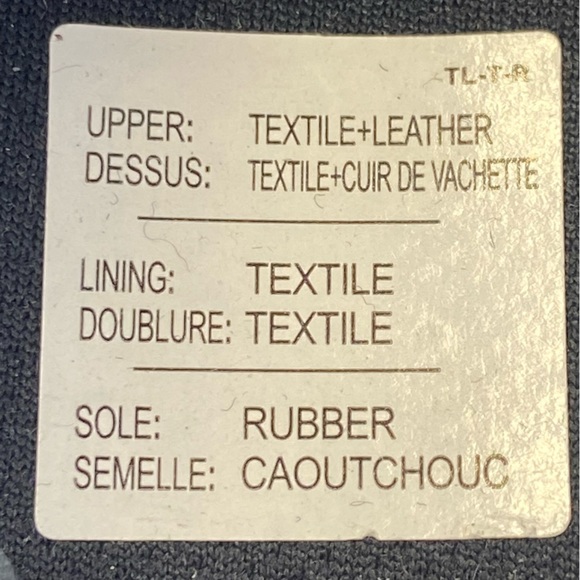 TL-T-R
UPPER: TEXTILE+LEATHER
DESSUS: TEXTILE+CUIR DE VACHETTE
LINING: TEXTILE
DOUBLURE: TEXTILE
SOLE: RUBBER
SEMELLE: CAOUTCHOUC